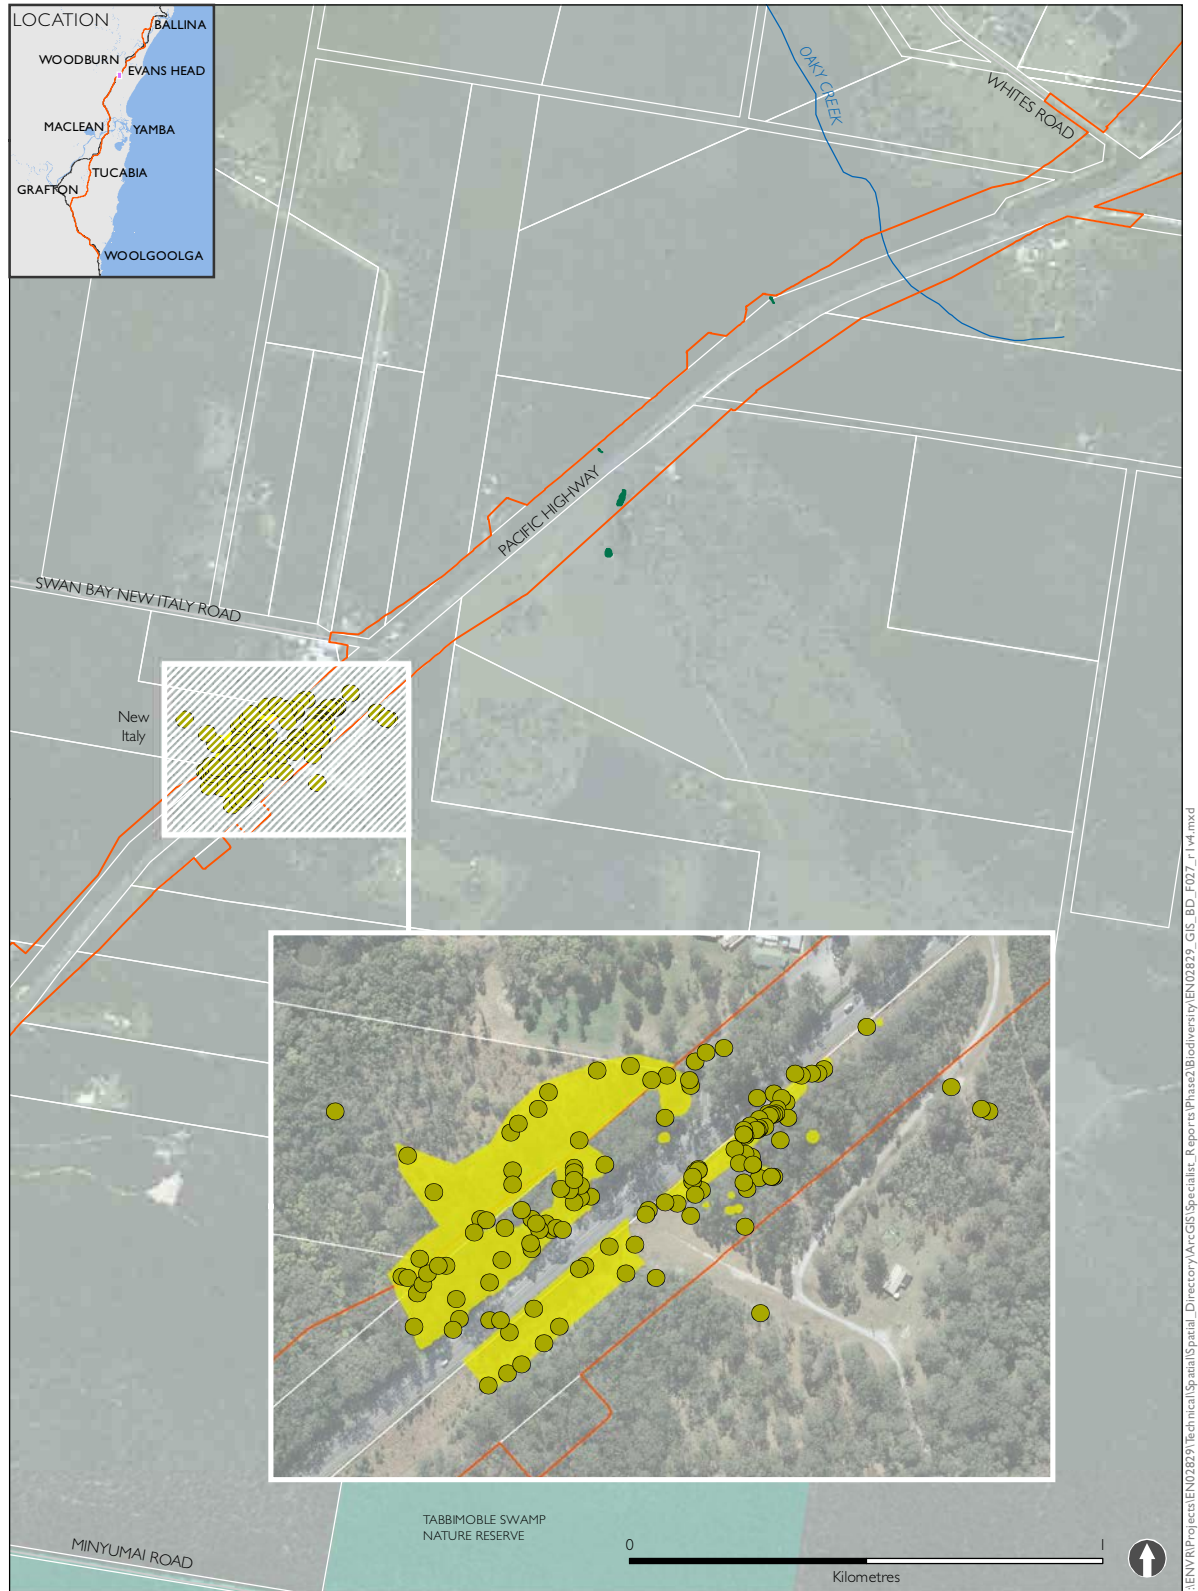 LOCATION
BALLINA
WOODBURN
EVANS HEAD
MACLEAN
YAMBA
TUCABIA
GRAFTON
WOOLGOOLGA
OAKY CREEK
WHITES ROAD
PACIFIC HIGHWAY
SWAN BAY NEW ITALY ROAD
New
Italy
TABBIMOBLE SWAMP
NATURE RESERVE
MINYUMAI ROAD
0 1
Kilometres
\ENVR\Projects\EN02829\Technical\Spatial\Spatial_Directory\ArcGIS\Specialist_Reports\Phase2\Biodiversity\EN02829_GIS_BD_F027_r1v4.mxd